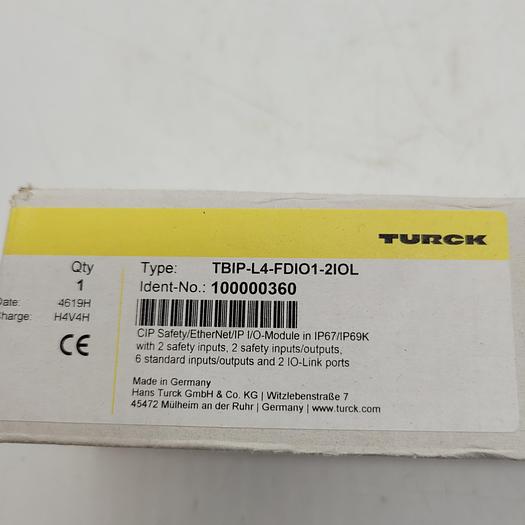 TURCK
Qty
1
Type: TBIP-L4-FDIO1-2IOL
Ident-No.: 100000360
Date: 4619H
Charge: H4V4H
CE
CIP Safety/EtherNet/IP I/O-Module in IP67/IP69K
with 2 safety inputs, 2 safety inputs/outputs,
6 standard inputs/outputs and 2 IO-Link ports
Made in Germany
Hans Turck GmbH & Co. KG | Witzlebenstraße 7
45472 Mülheim an der Ruhr | Germany | www.turck.com